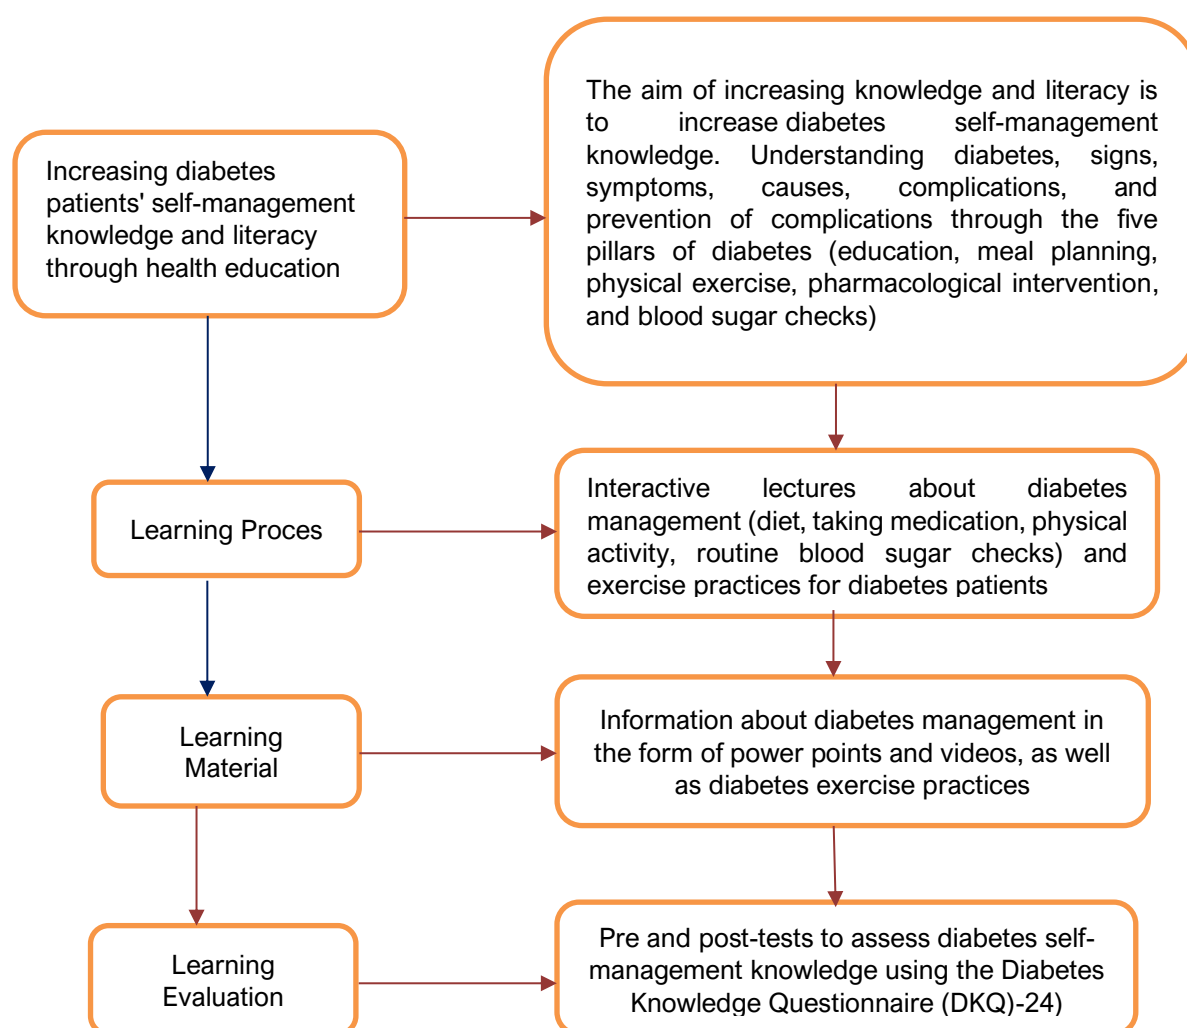 Increasing diabetes
patients' self-management
knowledge and literacy
through health education
The aim of increasing knowledge and literacy is
to increase diabetes self-management
knowledge. Understanding diabetes, signs,
symptoms, causes, complications, and
prevention of complications through the five
pillars of diabetes (education, meal planning,
physical exercise, pharmacological intervention,
and blood sugar checks)
Learning Proces
Interactive lectures about diabetes
management (diet, taking medication, physical
activity, routine blood sugar checks) and
exercise practices for diabetes patients
Learning
Material
Information about diabetes management in
the form of power points and videos, as well
as diabetes exercise practices
Learning
Evaluation
Pre and post-tests to assess diabetes self-
management knowledge using the Diabetes
Knowledge Questionnaire (DKQ)-24)